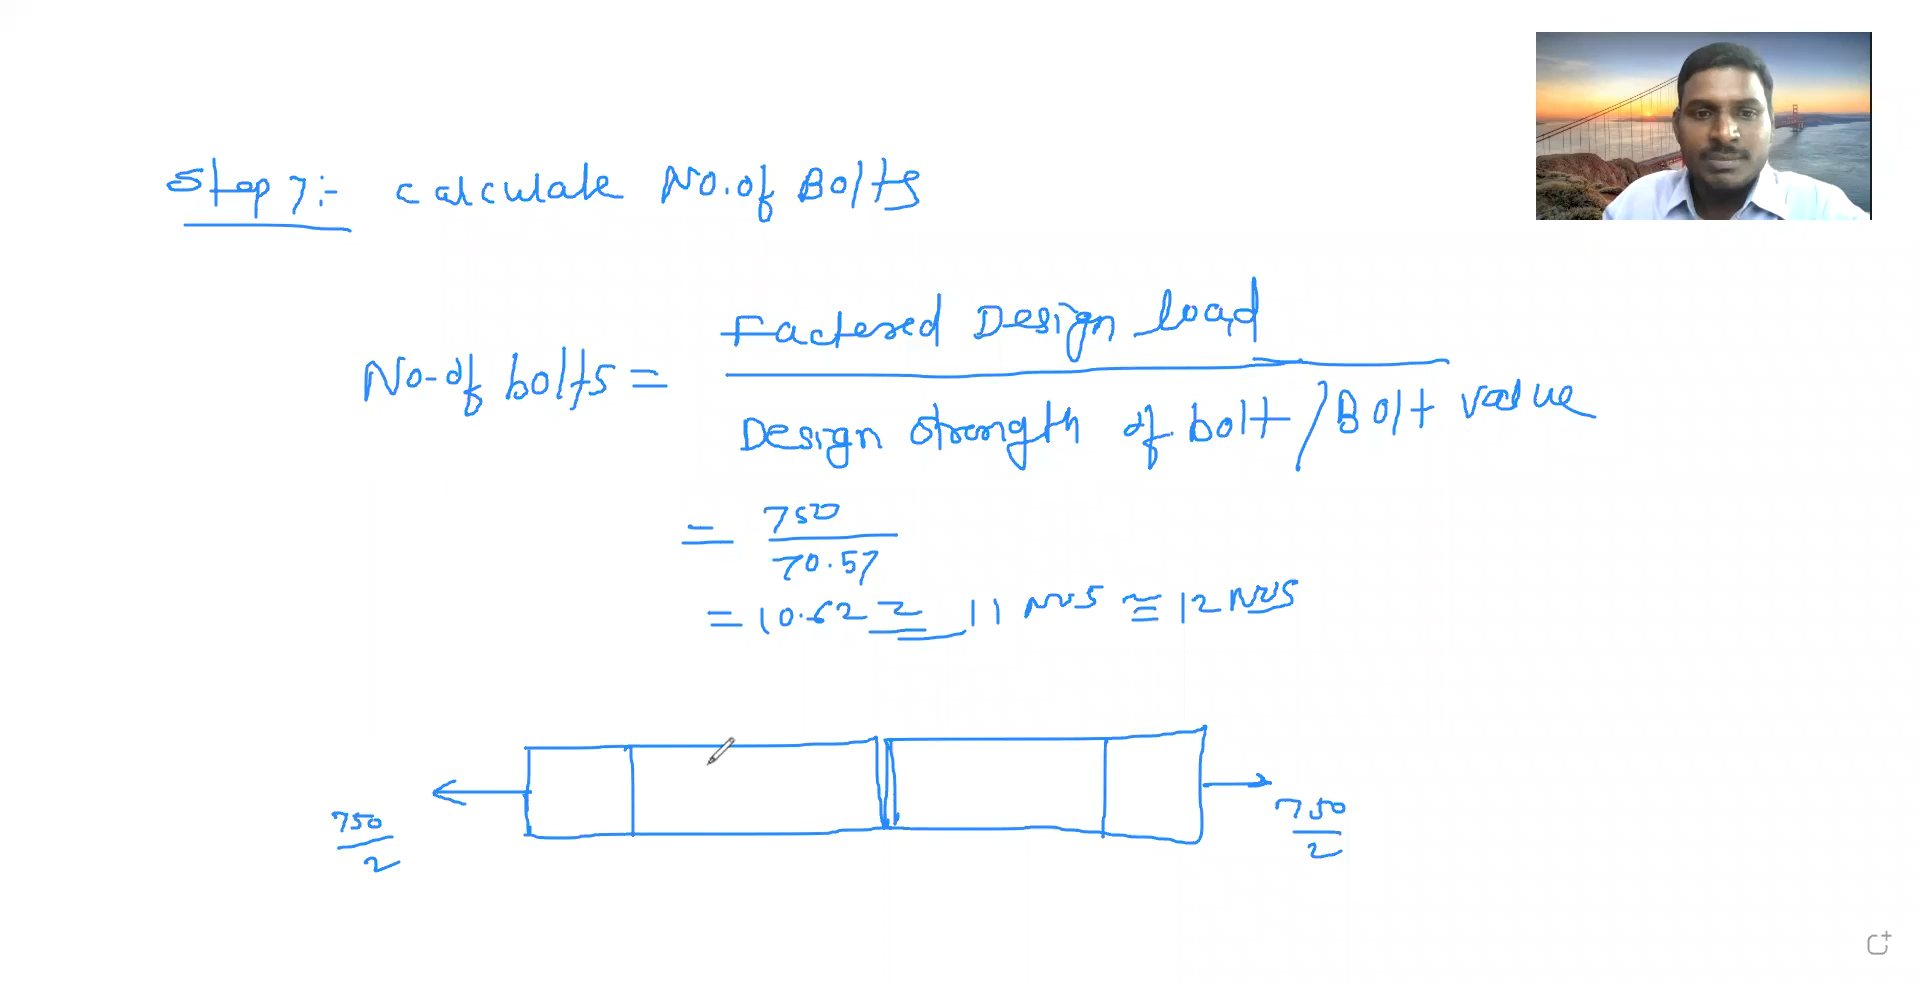 Step 7:- calculate No. of Bolts
No. of bolts = Factered Design load / Design strength of bolt / Bolt value
= 750 / 70.57
= 10.62 ≈ 11 Nos ≅ 12 Nos
750/2
750/2